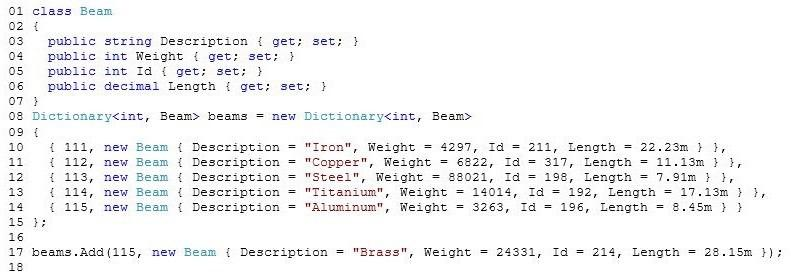 01 class Beam
02 {
03   public string Description { get; set; }
04   public int Weight { get; set; }
05   public int Id { get; set; }
06   public decimal Length { get; set; }
07 }
08 Dictionary<int, Beam> beams = new Dictionary<int, Beam>
09 {
10   { 111, new Beam { Description = "Iron", Weight = 4297, Id = 211, Length = 22.23m } },
11   { 112, new Beam { Description = "Copper", Weight = 6822, Id = 317, Length = 11.13m } },
12   { 113, new Beam { Description = "Steel", Weight = 88021, Id = 198, Length = 7.91m } },
13   { 114, new Beam { Description = "Titanium", Weight = 14014, Id = 192, Length = 17.13m } },
14   { 115, new Beam { Description = "Aluminum", Weight = 3263, Id = 196, Length = 8.45m } }
15 };
16
17 beams.Add(115, new Beam { Description = "Brass", Weight = 24331, Id = 214, Length = 28.15m });
18